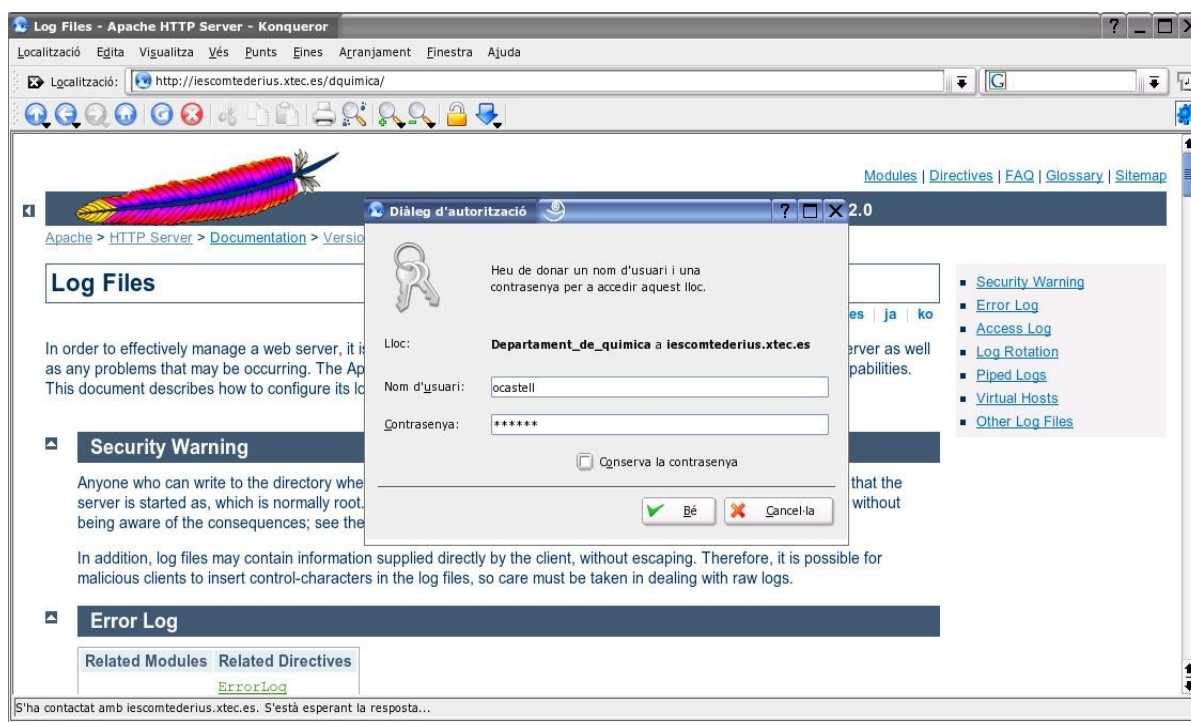 Log Files - Apache HTTP Server - Konqueror
Localització Edita Visualitza Vés Punts Eines Arranjament Finestra Ajuda
Localització: http://iescomtederius.xtec.es/dquimica/
Modules | Directives | FAQ | Glossary | Sitemap
2.0
Apache > HTTP Server > Documentation > Versio
Diàleg d'autorització
Heu de donar un nom d'usuari i una
contrasenya per a accedir aquest lloc.
Lloc: Departament_de_quimica a iescomtederius.xtec.es
Nom d'usuari: ocastell
Contrasenya: ******
Conserva la contrasenya
Bé Cancel·la
Log Files
es | ja | ko
In order to effectively manage a web server, it is erver as well
as any problems that may be occurring. The Ap pabilities.
This document describes how to configure its lo
Security Warning
Error Log
Access Log
Log Rotation
Piped Logs
Virtual Hosts
Other Log Files
Security Warning
Anyone who can write to the directory whe that the
server is started as, which is normally root. without
being aware of the consequences; see the
In addition, log files may contain information supplied directly by the client, without escaping. Therefore, it is possible for
malicious clients to insert control-characters in the log files, so care must be taken in dealing with raw logs.
Error Log
Related Modules Related Directives
ErrorLog
S'ha contactat amb iescomtederius.xtec.es. S'està esperant la resposta...